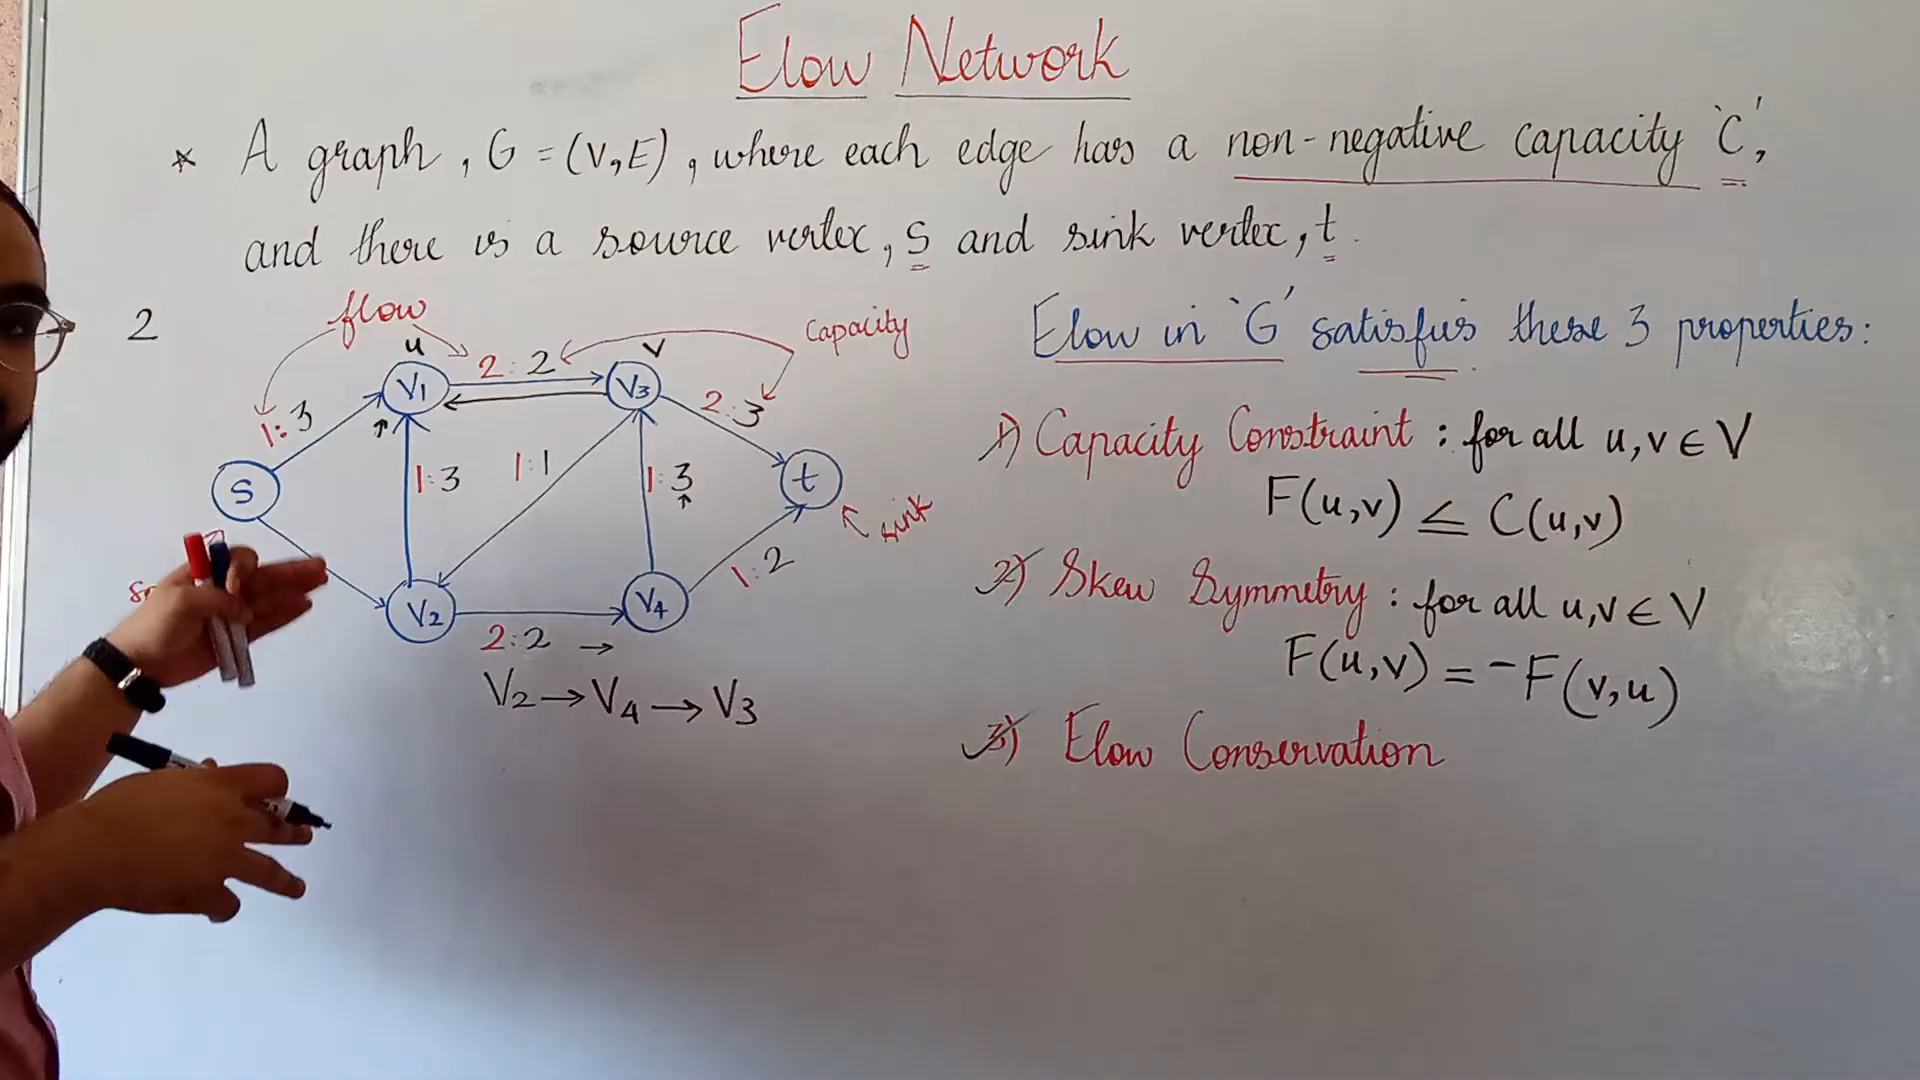 Flow Network
* A graph, G = (V,E), where each edge has a non-negative capacity 'C',
and there is a source vertex, s and sink vertex, t.
2
flow
capacity
u
v
2:2
V1
V3
1:3
2:3
s
1:3
1:1
1:3
t
sink
V2
V4
1:2
2:2 →
V2 → V4 → V3
Flow in 'G' satisfies these 3 properties:
1) Capacity Constraint : for all u,v ∈ V
F(u,v) ≤ C(u,v)
2) Skew Symmetry : for all u,v ∈ V
F(u,v) = -F(v,u)
3) Flow Conservation